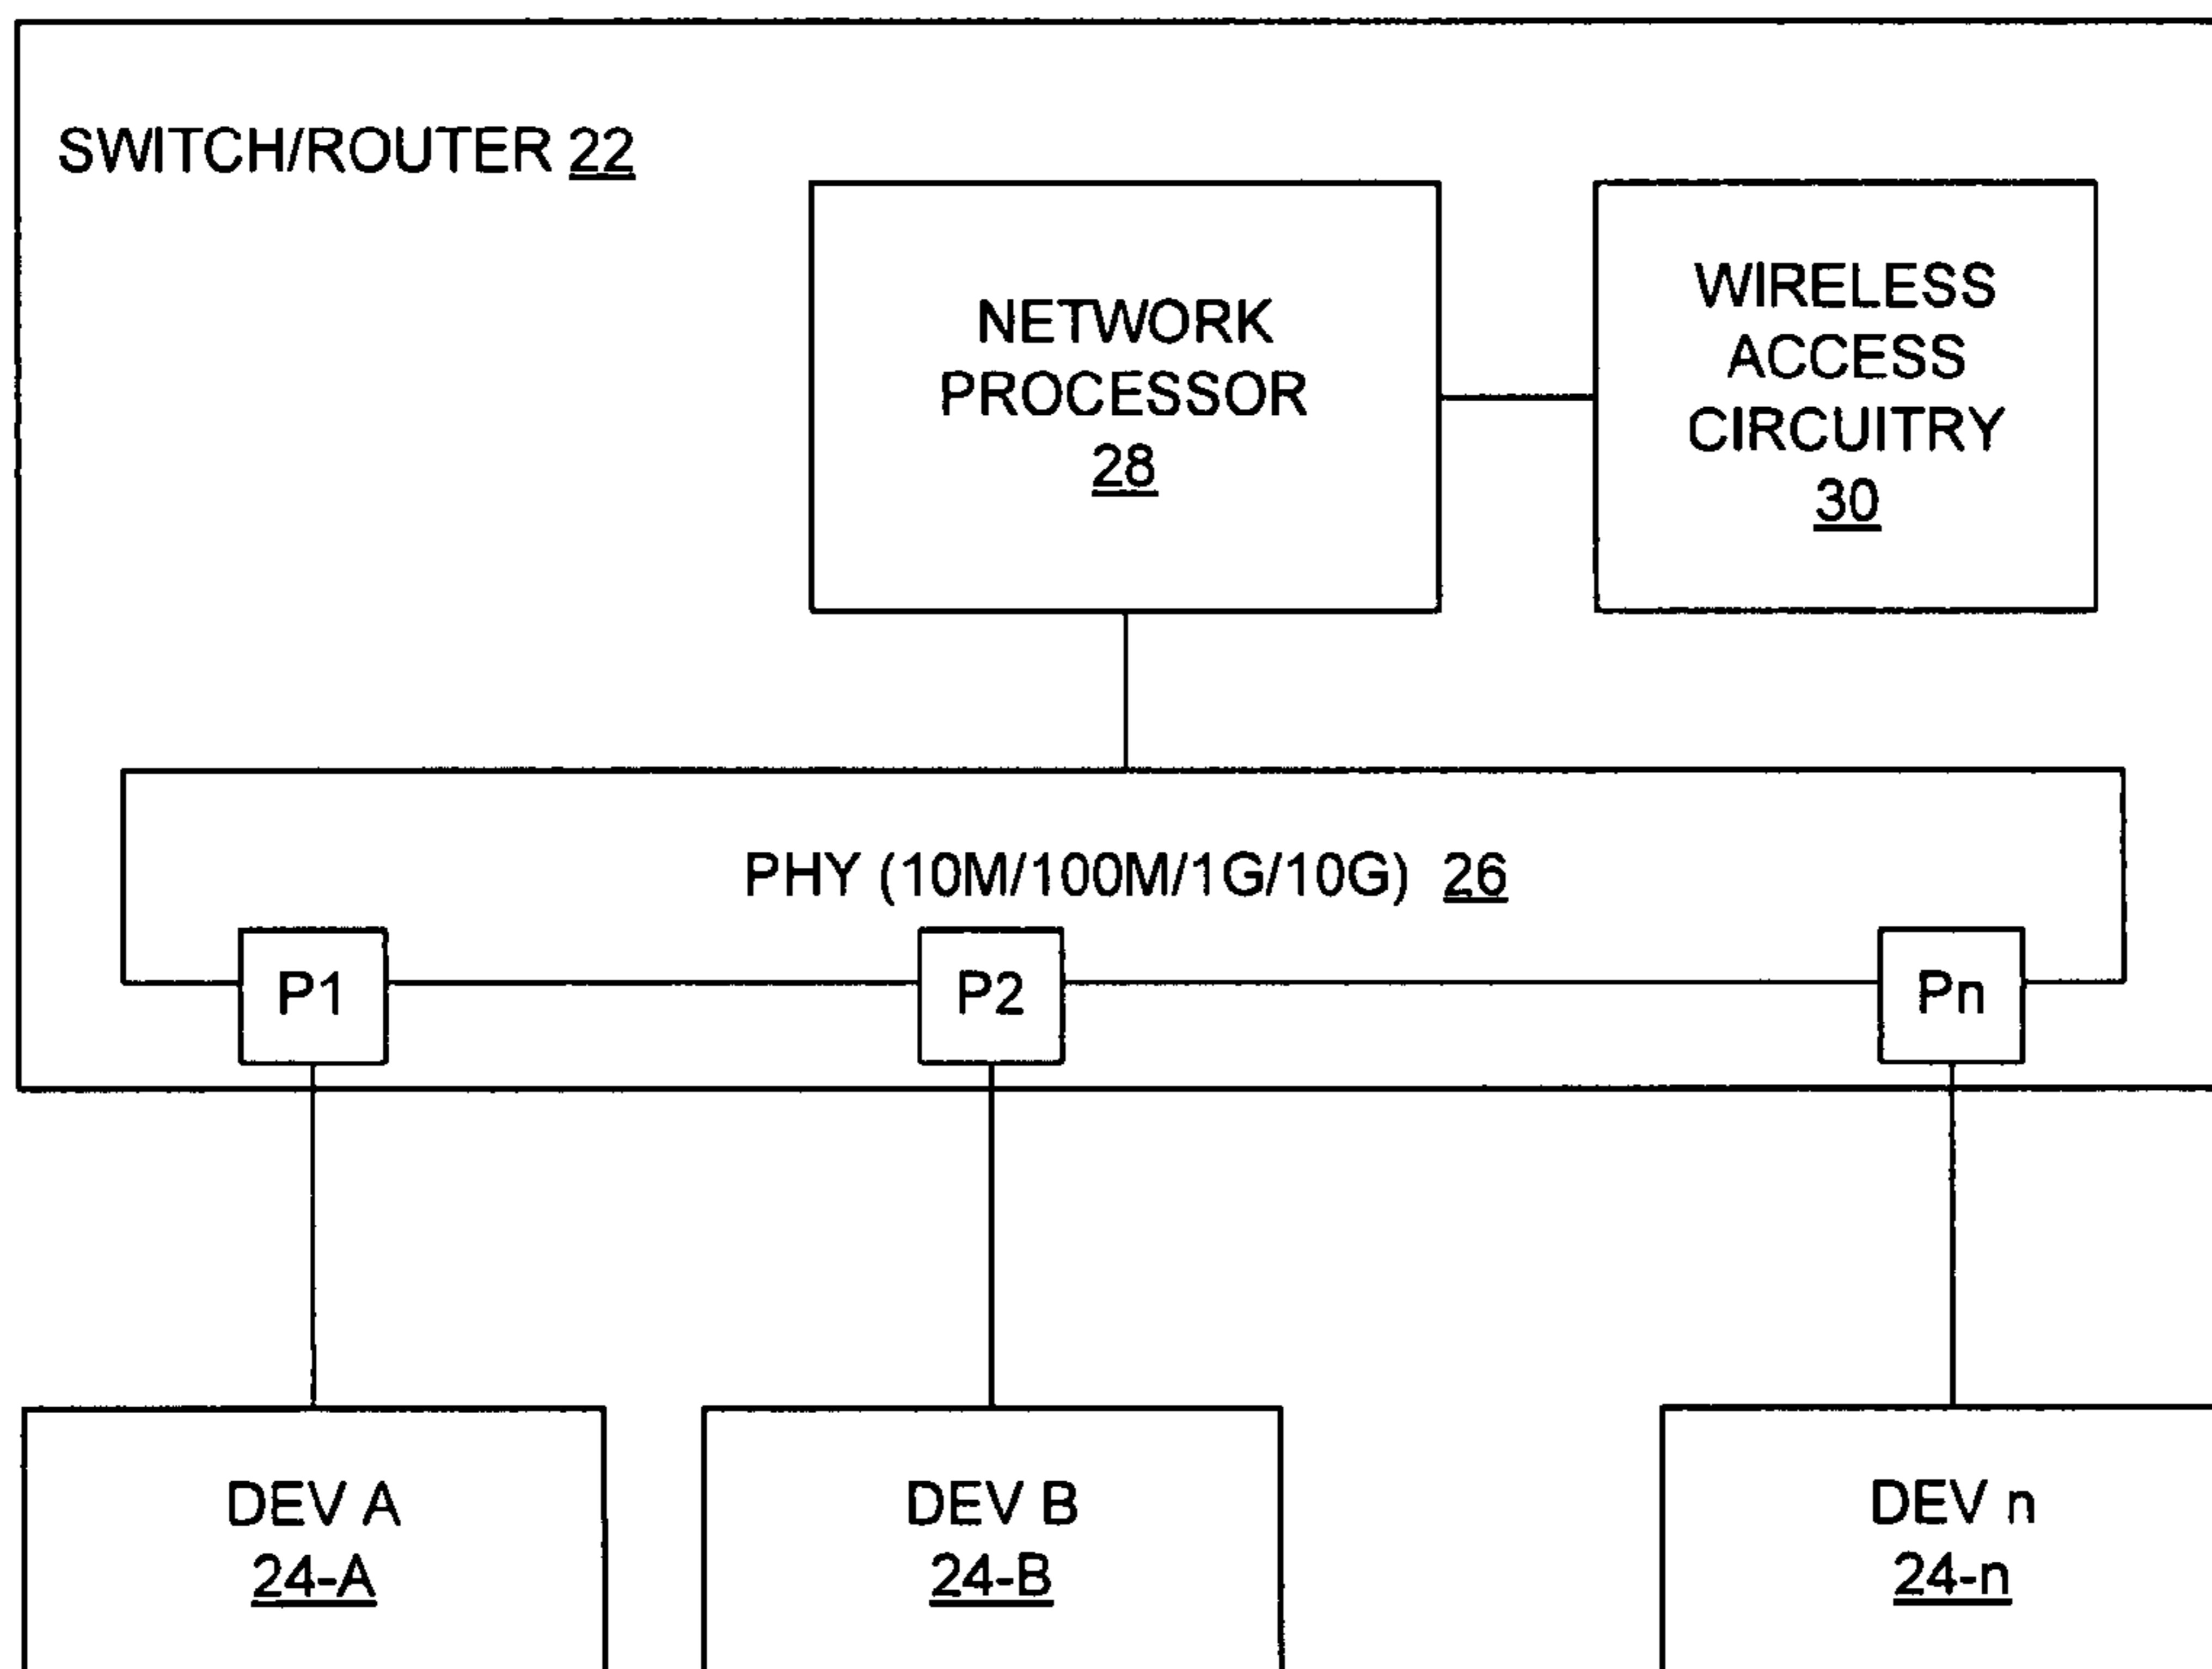 SWITCH/ROUTER 22
NETWORK
PROCESSOR
28
WIRELESS
ACCESS
CIRCUITRY
30
PHY (10M/100M/1G/10G) 26
P1
P2
Pn
DEV A
24-A
DEV B
24-B
DEV n
24-n